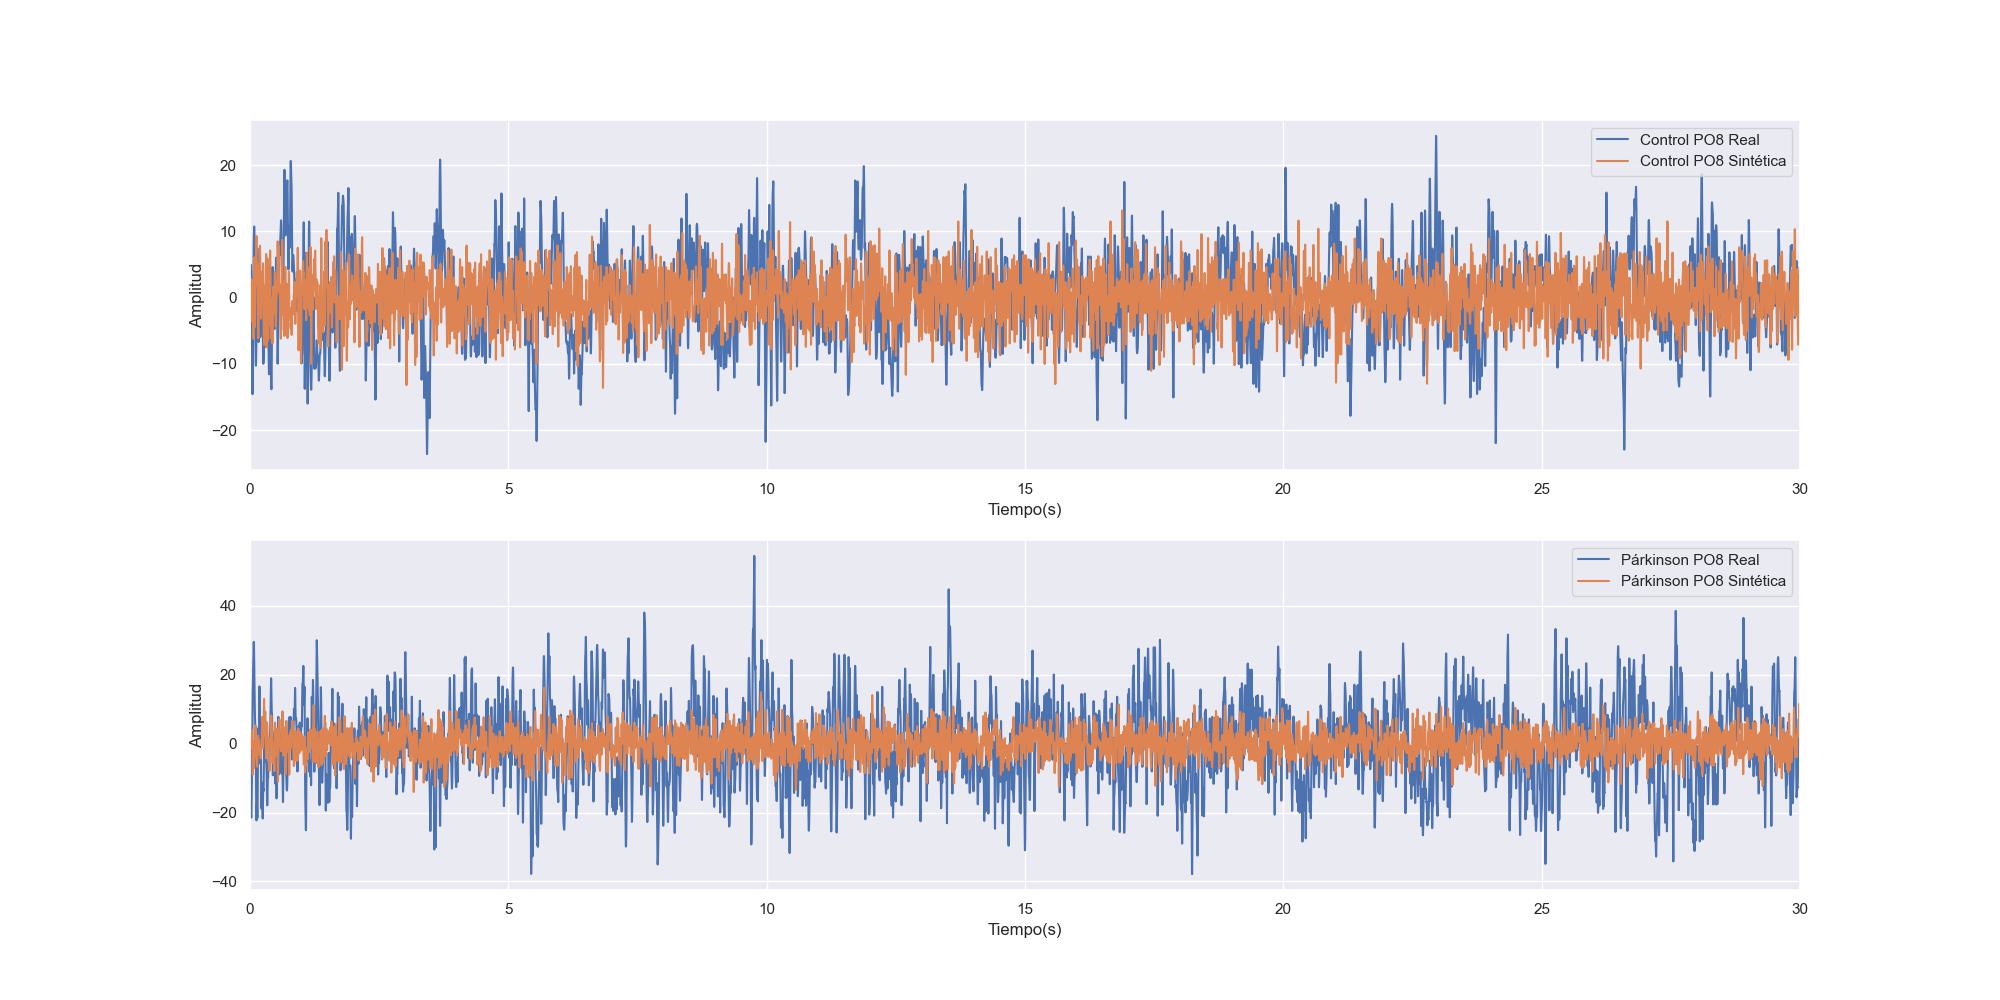 Control PO8 Real
Control PO8 Sintética
Amplitud
20
10
0
−10
−20
0 5 10 15 20 25 30
Tiempo(s)
Párkinson PO8 Real
Párkinson PO8 Sintética
Amplitud
40
20
0
−20
−40
0 5 10 15 20 25 30
Tiempo(s)